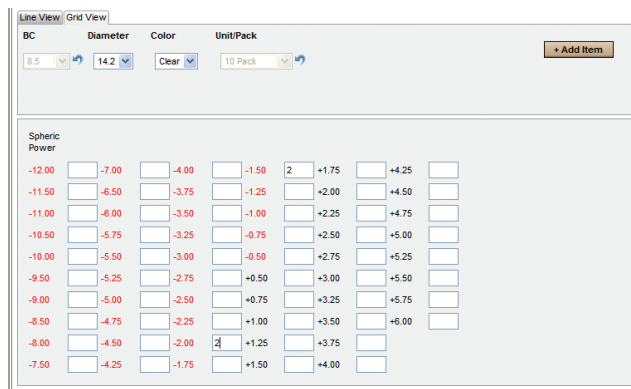 Line View Grid View
BC Diameter Color Unit/Pack
+ Add Item
8.5 14.2 Clear 10 Pack
Spheric
Power
-12.00 -7.00 -4.00 -1.50 2 +1.75 +4.25
-11.50 -6.50 -3.75 -1.25 +2.00 +4.50
-11.00 -6.00 -3.50 -1.00 +2.25 +4.75
-10.50 -5.75 -3.25 -0.75 +2.50 +5.00
-10.00 -5.50 -3.00 -0.50 +2.75 +5.25
-9.50 -5.25 -2.75 +0.50 +3.00 +5.50
-9.00 -5.00 -2.50 +0.75 +3.25 +5.75
-8.50 -4.75 -2.25 +1.00 +3.50 +6.00
-8.00 -4.50 -2.00 2 +1.25 +3.75
-7.50 -4.25 -1.75 +1.50 +4.00